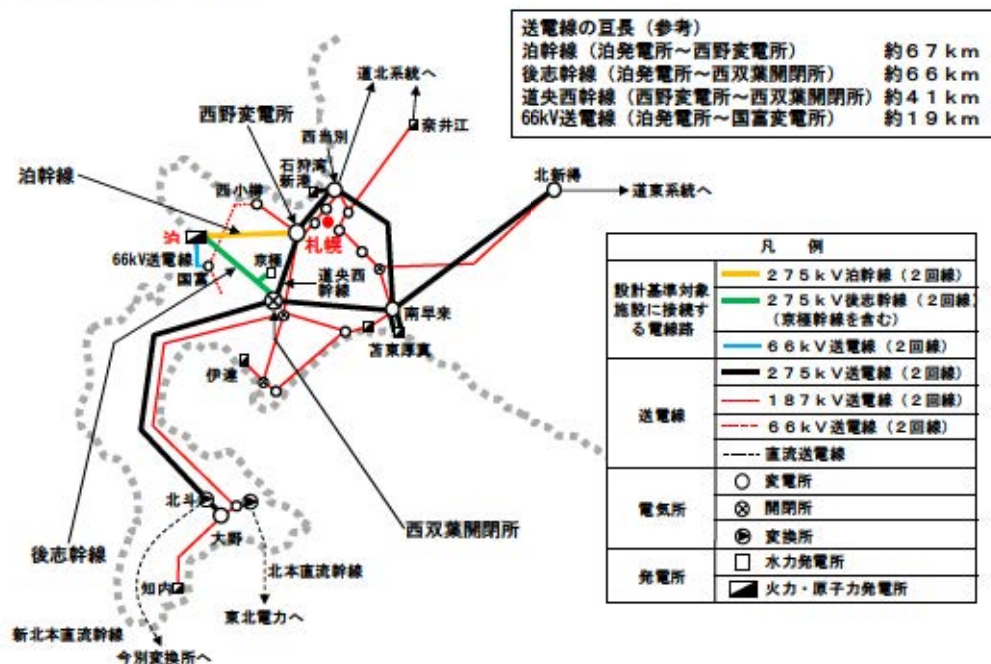 送電線の亘長（参考）
泊幹線（泊発電所～西野変電所） 約６７ｋｍ
後志幹線（泊発電所～西双葉開閉所） 約６６ｋｍ
道央西幹線（西野変電所～西双葉開閉所） 約４１ｋｍ
66kV送電線（泊発電所～国富変電所） 約１９ｋｍ
道北系統へ
西野変電所
西当別
奈井江
石狩湾
新港
泊幹線
西小樽
北新得
道東系統へ
泊
札幌
66kV送電線
国富
京極
道央西
幹線
南早来
苫東厚真
伊達
北斗
大野
西双葉開閉所
後志幹線
知内
北本直流幹線
東北電力へ
新北本直流幹線
今別変換所へ
凡 例
設計基準対象
施設に接続す
る電線路
２７５ｋＶ泊幹線（２回線）
２７５ｋＶ後志幹線（２回線）
（京極幹線を含む）
６６ｋＶ送電線（２回線）
送電線
２７５ｋＶ送電線（２回線）
１８７ｋＶ送電線（２回線）
６６ｋＶ送電線（２回線）
直流送電線
電気所
変電所
開閉所
変換所
発電所
水力発電所
火力・原子力発電所